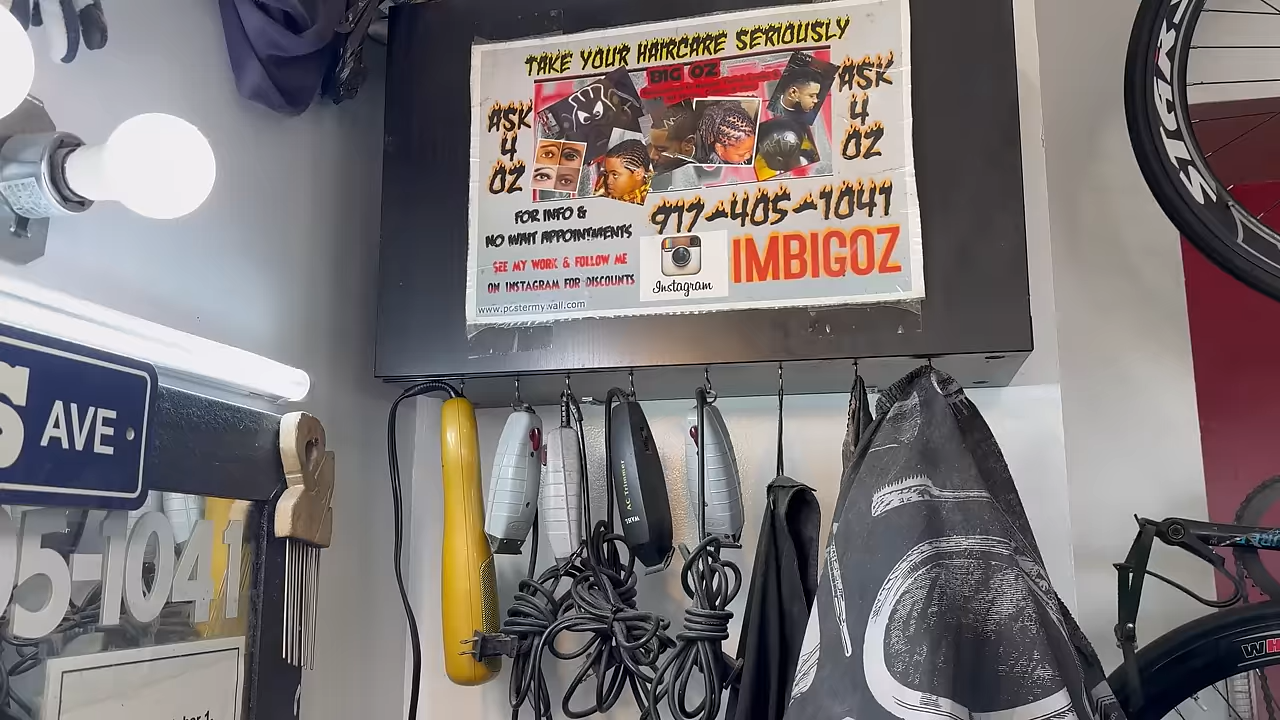 TAKE YOUR HAIRCARE SERIOUSLY
BIG OZ
ASK
4
OZ
ASK
4
OZ
917-405-1041
FOR INFO &
NO WAIT APPOINTMENTS
SEE MY WORK & FOLLOW ME
ON INSTAGRAM FOR DISCOUNTS
Instagram
IMBIGOZ
www.postermywall.com
S AVE
05-1041
AC Trimmer
STARS